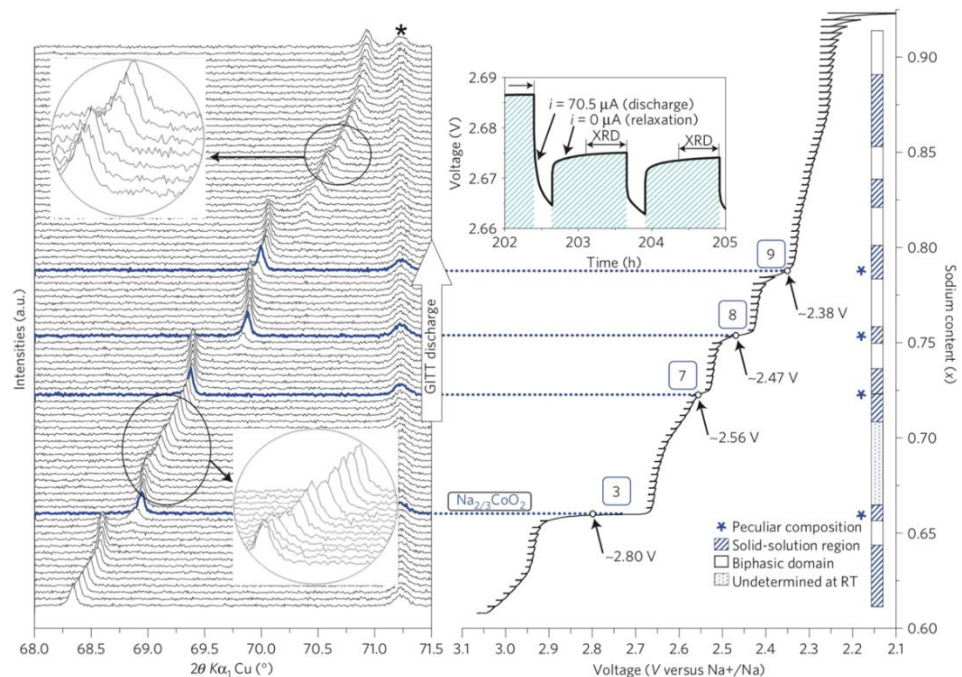 *
Intensities (a.u.)
68.0 68.5 69.0 69.5 70.0 70.5 71.0 71.5
2θ Kα1 Cu (°)
GITT discharge
Na2/3CoO2
2.69
2.68
2.67
2.66
Voltage (V)
i = 70.5 μA (discharge)
i = 0 μA (relaxation)
XRD
XRD
202 203 204 205
Time (h)
9
~2.38 V
8
~2.47 V
7
~2.56 V
3
~2.80 V
* Peculiar composition
Solid-solution region
Biphasic domain
Undetermined at RT
*
*
*
*
3.1 3.0 2.9 2.8 2.7 2.6 2.5 2.4 2.3 2.2 2.1
Voltage (V versus Na+/Na)
0.90
0.85
0.80
0.75
0.70
0.65
0.60
Sodium content (x)